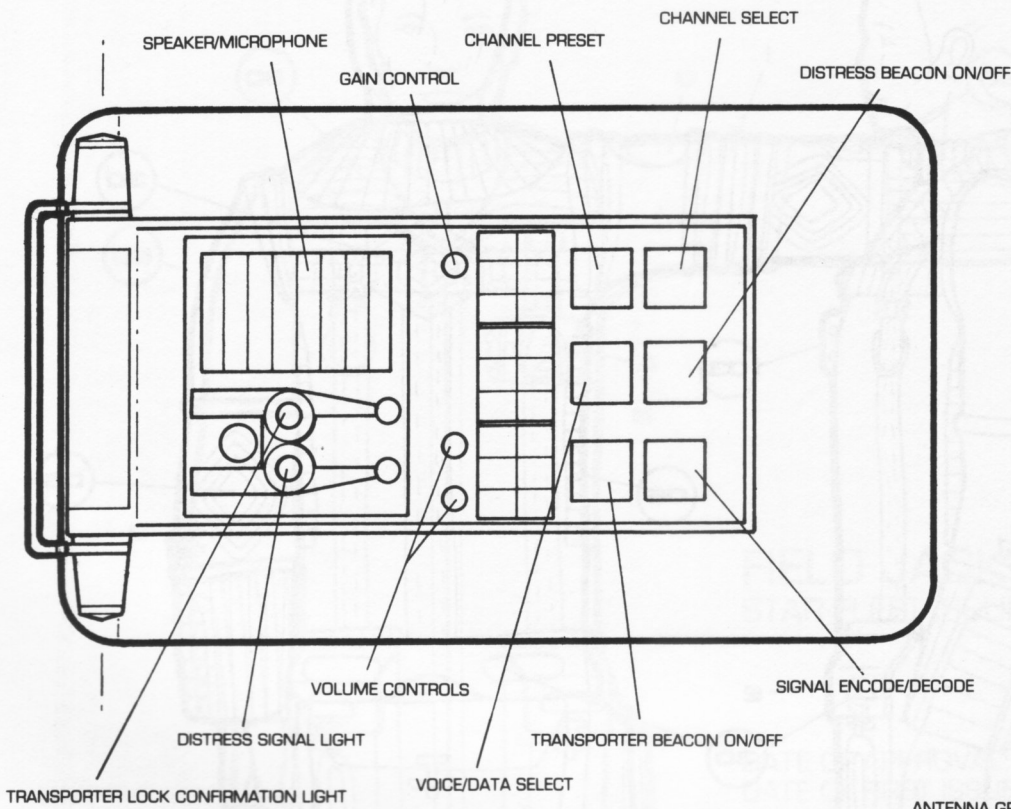 CHANNEL SELECT
SPEAKER/MICROPHONE
CHANNEL PRESET
GAIN CONTROL
DISTRESS BEACON ON/OFF
VOLUME CONTROLS
SIGNAL ENCODE/DECODE
DISTRESS SIGNAL LIGHT
TRANSPORTER BEACON ON/OFF
VOICE/DATA SELECT
TRANSPORTER LOCK CONFIRMATION LIGHT
ANTENNA